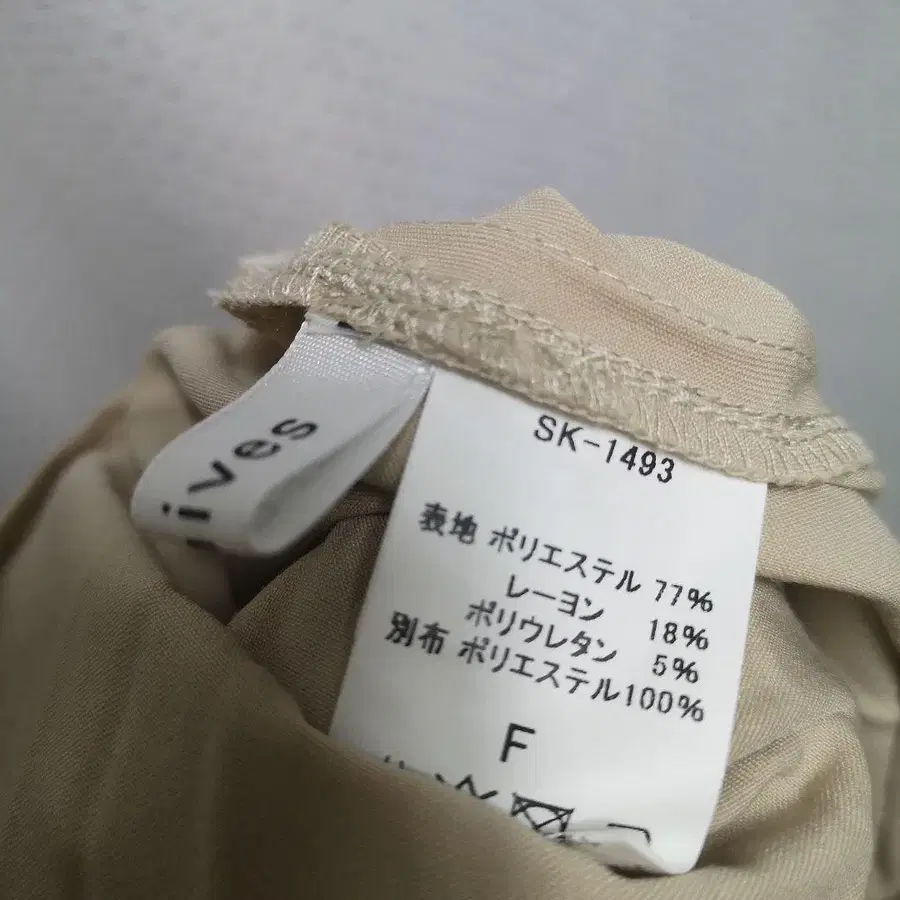 ives
SK-1493
表地 ポリエステル 77%
レーヨン 18%
ポリウレタン 5%
別布 ポリエステル100%
F